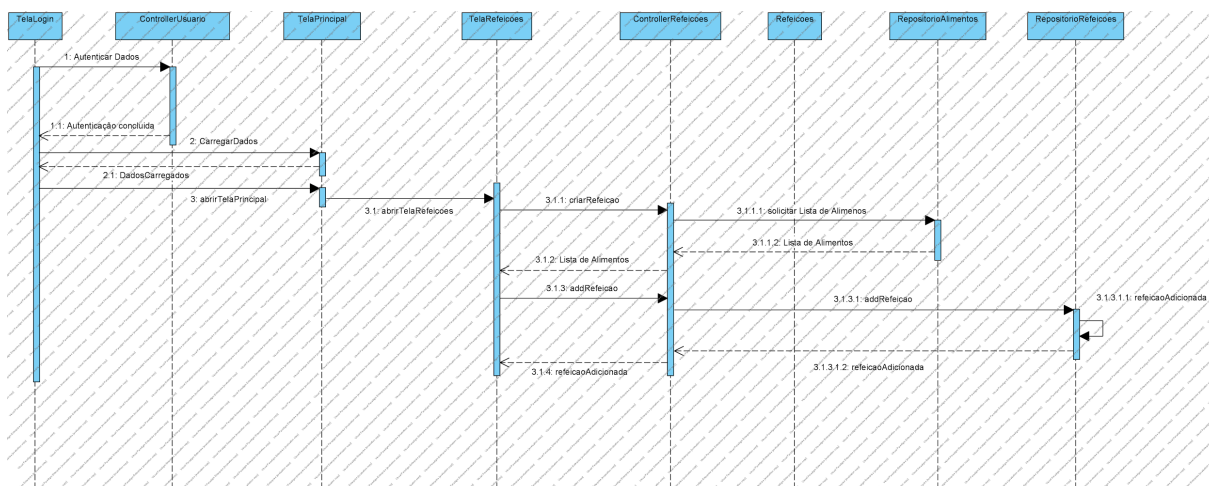 TelaLogin
ControllerUsuario
TelaPrincipal
TelaRefeicoes
ControllerRefeicoes
Refeicoes
RepositorioAlimentos
RepositorioRefeicoes
1: Autenticar Dados
1.1: Autenticação concluida
2: CarregarDados
2.1: DadosCarregados
3: abrirTelaPrincipal
3.1: abrirTelaRefeicoes
3.1.1: criarRefeicao
3.1.1.1: solicitar Lista de Alimenos
3.1.1.2: Lista de Alimentos
3.1.2: Lista de Alimentos
3.1.3: addRefeicao
3.1.3.1: addRefeicao
3.1.3.1.1: refeicaoAdicionada
3.1.3.1.2: refeicaoAdicionada
3.1.4: refeicaoAdicionada